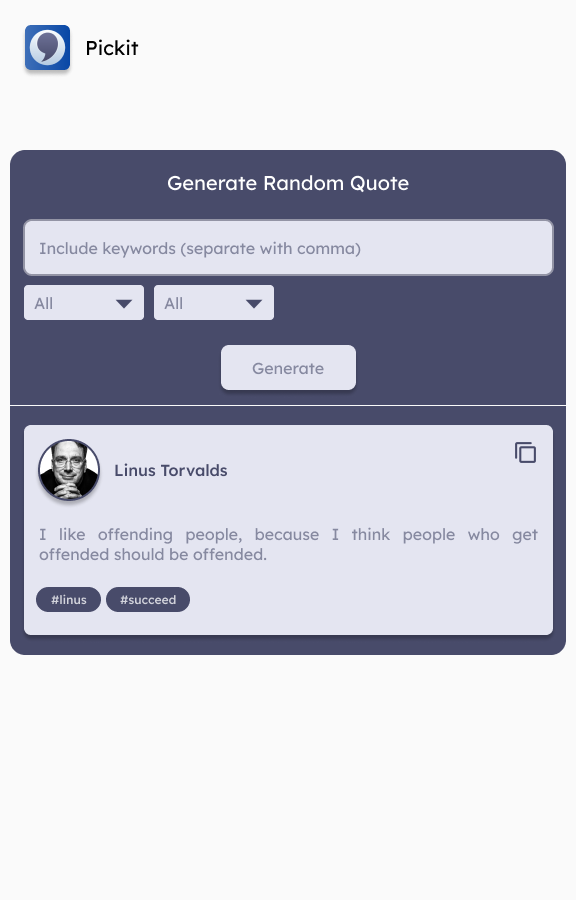 Pickit
Generate Random Quote
Include keywords (separate with comma)
All
All
Generate
Linus Torvalds
I like offending people, because I think people who get
offended should be offended.
#linus
#succeed